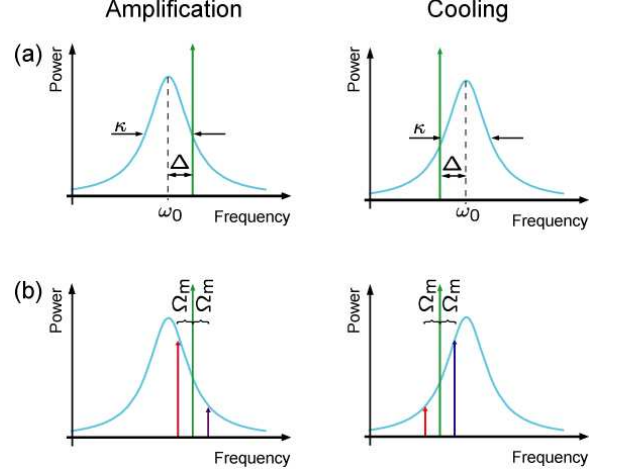 Amplification
Cooling
(a)
Power
κ
Δ
ω0
Frequency
Power
κ
Δ
ω0
Frequency
(b)
Power
Ωm Ωm
Frequency
Power
Ωm Ωm
Frequency